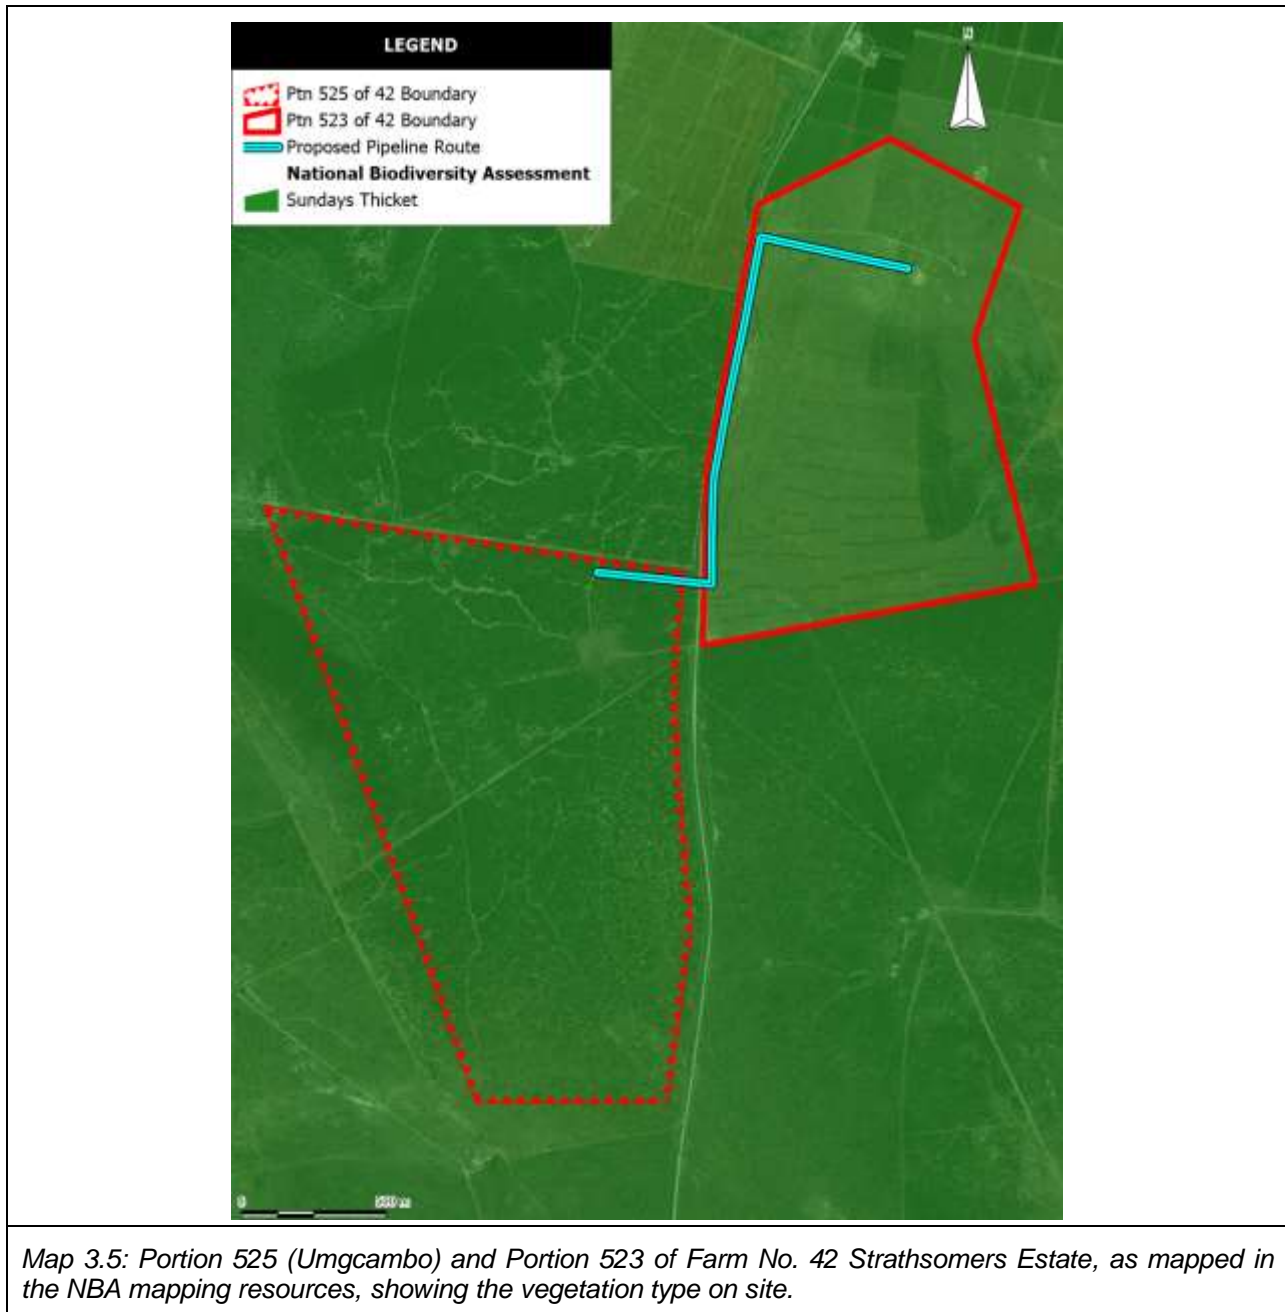 LEGEND
N
Ptn 525 of 42 Boundary
Ptn 523 of 42 Boundary
Proposed Pipeline Route
National Biodiversity Assessment
Sundays Thicket
0 500 m
Map 3.5: Portion 525 (Umgcambo) and Portion 523 of Farm No. 42 Strathsomers Estate, as mapped in
the NBA mapping resources, showing the vegetation type on site.